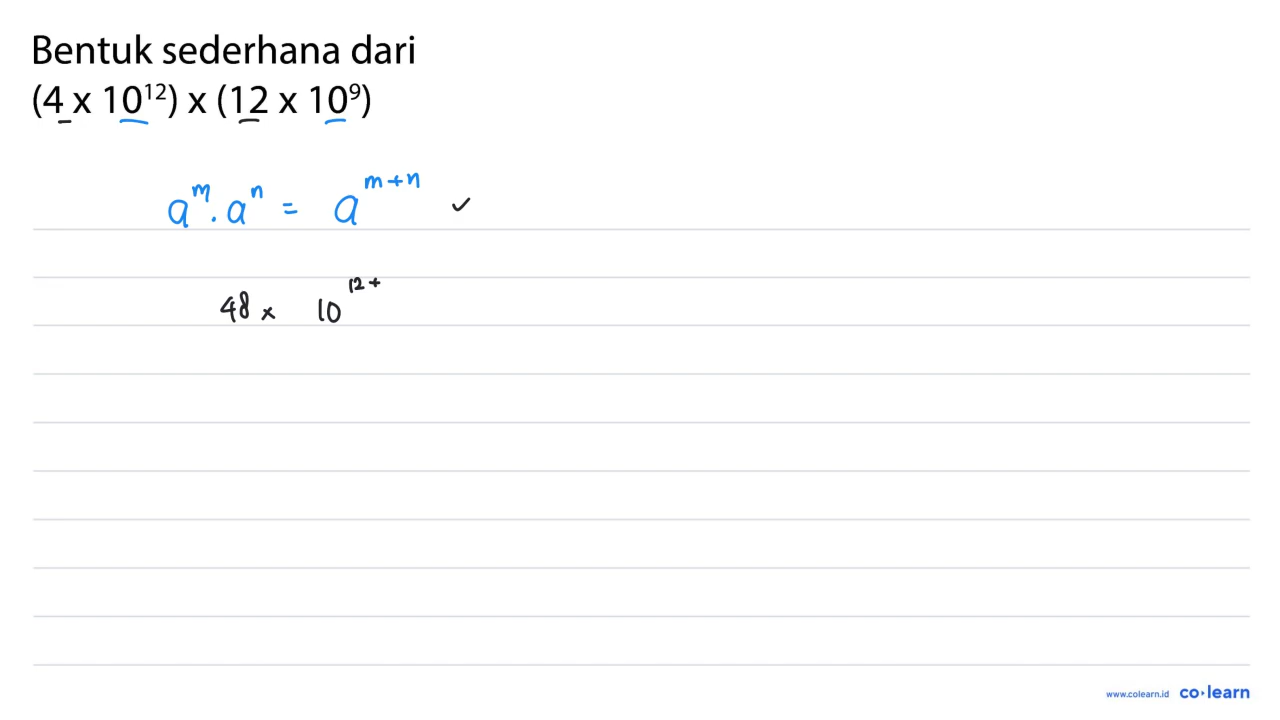 Bentuk sederhana dari
(4 x 10¹²) x (12 x 10⁹)
aᵐ . aⁿ = aᵐ⁺ⁿ ✓
48 × 10¹²⁺
www.colearn.id co·learn